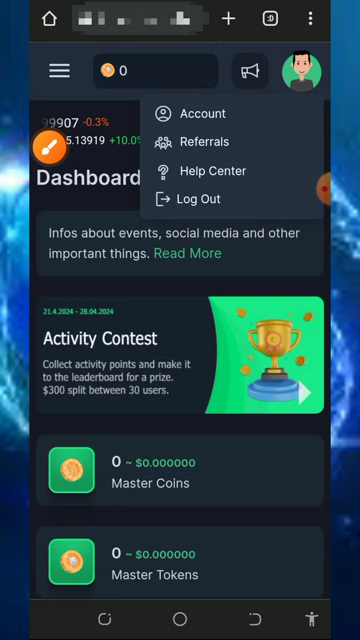 0
Account
Referrals
Help Center
Log Out
99907 -0.3%
5.13919 +10.0%
Dashboard
Infos about events, social media and other
important things. Read More
21.4.2024 - 28.04.2024
Activity Contest
Collect activity points and make it
to the leaderboard for a prize.
$300 split between 30 users.
0 ~ $0.000000
Master Coins
0 ~ $0.000000
Master Tokens